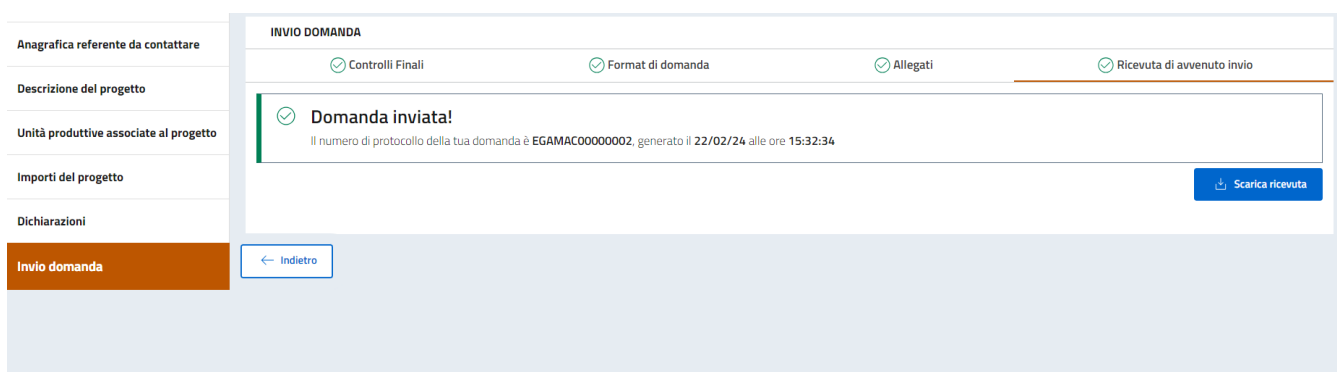 Anagrafica referente da contattare
Descrizione del progetto
Unità produttive associate al progetto
Importi del progetto
Dichiarazioni
Invio domanda
INVIO DOMANDA
Controlli Finali
Format di domanda
Allegati
Ricevuta di avvenuto invio
Domanda inviata!
Il numero di protocollo della tua domanda è EGAMAC00000002, generato il 22/02/24 alle ore 15:32:34
Scarica ricevuta
Indietro